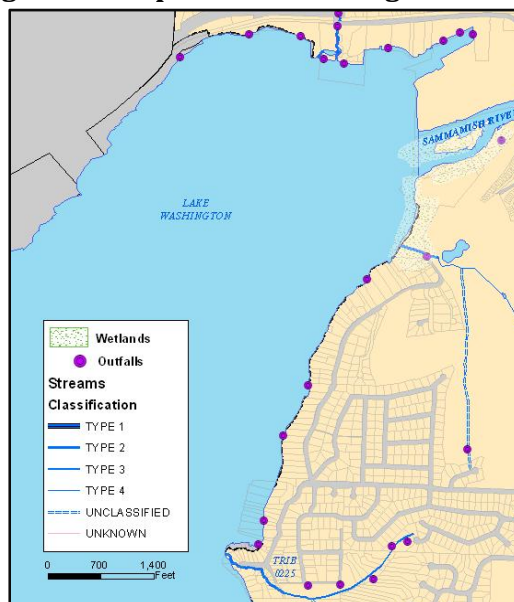 SAMMAMISH RIVER
LAKE
WASHINGTON
Wetlands
Outfalls
Streams
Classification
TYPE 1
TYPE 2
TYPE 3
TYPE 4
UNCLASSIFIED
UNKNOWN
0 700 1,400
Feet
TRIB
0225